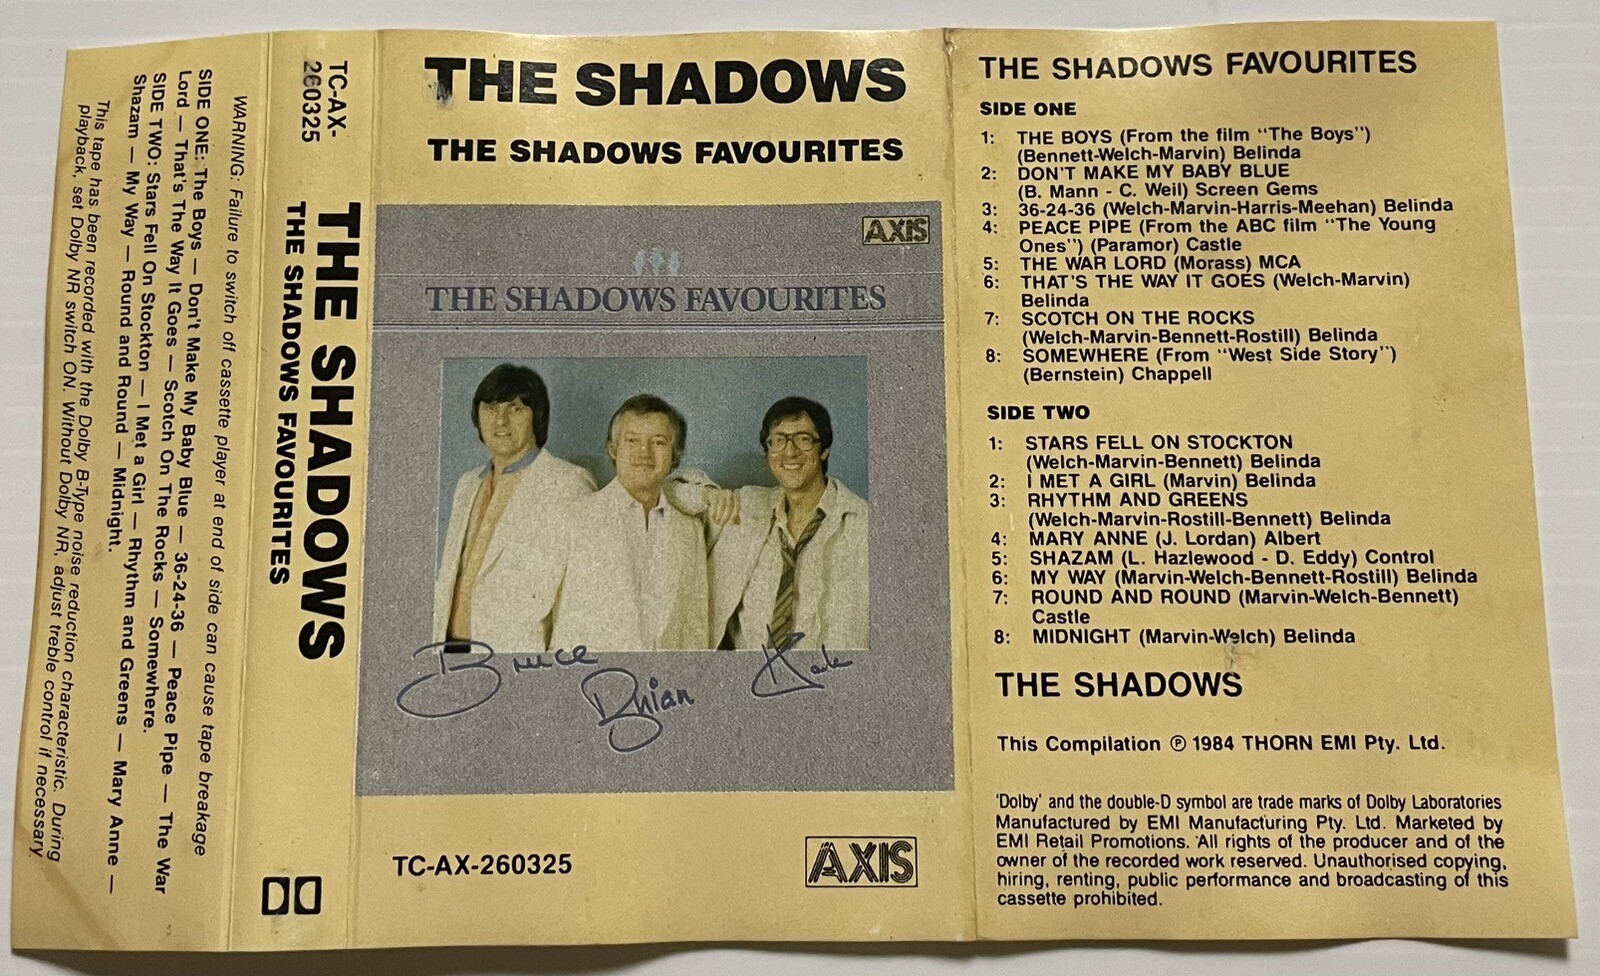 This tape has been recorded with the Dolby B-Type noise reduction characteristic. During
playback, set Dolby NR switch ON. Without Dolby NR, adjust treble control if necessary
SIDE ONE: The Boys — Don't Make My Baby Blue — 36-24-36 — Peace Pipe — The War
Lord — That's The Way It Goes — Scotch On The Rocks — Somewhere.
SIDE TWO: Stars Fell On Stockton — I Met a Girl — Rhythm and Greens — Mary Anne —
Shazam — My Way — Round and Round — Midnight.
WARNING: Failure to switch off cassette player at end of side can cause tape breakage
TC-AX-
260325
THE SHADOWS
THE SHADOWS FAVOURITES
THE SHADOWS
THE SHADOWS FAVOURITES
AXIS
THE SHADOWS FAVOURITES
Bruce
Brian
Hank
TC-AX-260325
AXIS
THE SHADOWS FAVOURITES
SIDE ONE
1: THE BOYS (From the film "The Boys")
(Bennett-Welch-Marvin) Belinda
2: DON'T MAKE MY BABY BLUE
(B. Mann - C. Weil) Screen Gems
3: 36-24-36 (Welch-Marvin-Harris-Meehan) Belinda
4: PEACE PIPE (From the ABC film "The Young
Ones") (Paramor) Castle
5: THE WAR LORD (Morass) MCA
6: THAT'S THE WAY IT GOES (Welch-Marvin)
Belinda
7: SCOTCH ON THE ROCKS
(Welch-Marvin-Bennett-Rostill) Belinda
8: SOMEWHERE (From "West Side Story")
(Bernstein) Chappell
SIDE TWO
1: STARS FELL ON STOCKTON
(Welch-Marvin-Bennett) Belinda
2: I MET A GIRL (Marvin) Belinda
3: RHYTHM AND GREENS
(Welch-Marvin-Rostill-Bennett) Belinda
4: MARY ANNE (J. Lordan) Albert
5: SHAZAM (L. Hazlewood - D. Eddy) Control
6: MY WAY (Marvin-Welch-Bennett-Rostill) Belinda
7: ROUND AND ROUND (Marvin-Welch-Bennett)
Castle
8: MIDNIGHT (Marvin-Welch) Belinda
THE SHADOWS
This Compilation ℗ 1984 THORN EMI Pty. Ltd.
'Dolby' and the double-D symbol are trade marks of Dolby Laboratories
Manufactured by EMI Manufacturing Pty. Ltd. Marketed by
EMI Retail Promotions. All rights of the producer and of the
owner of the recorded work reserved. Unauthorised copying,
hiring, renting, public performance and broadcasting of this
cassette prohibited.